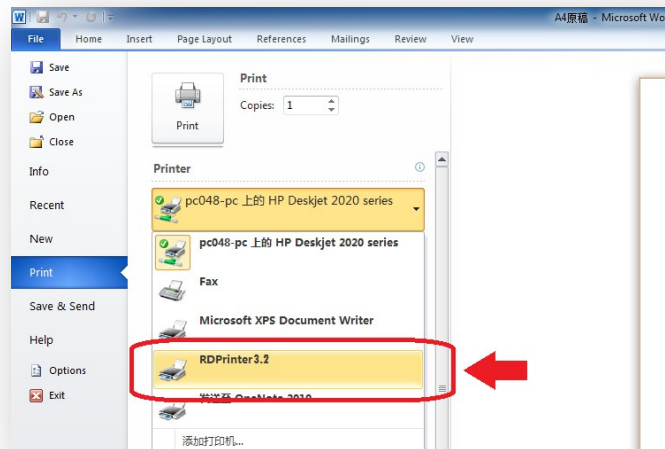 A4原稿 - Microsoft Wo
File Home Insert Page Layout References Mailings Review View
Save
Save As
Open
Close
Info
Recent
New
Print
Save & Send
Help
Options
Exit
Print
Copies: 1
Print
Printer
pc048-pc 上的 HP Deskjet 2020 series
pc048-pc 上的 HP Deskjet 2020 series
Fax
Microsoft XPS Document Writer
RDPrinter3.2
发送至 OneNote 2010
添加打印机...